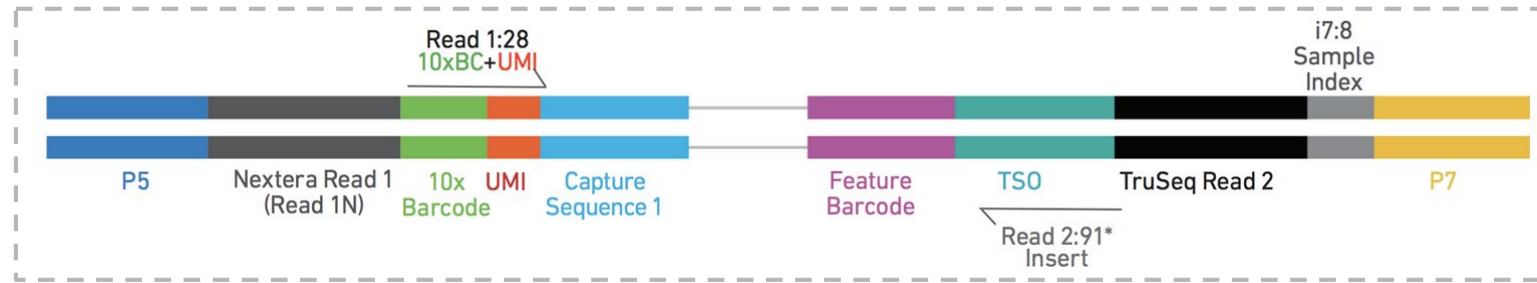 Read 1:28
10xBC+UMI
i7:8
Sample
Index
P5
Nextera Read 1
(Read 1N)
10x
Barcode
UMI
Capture
Sequence 1
Feature
Barcode
TSO
TruSeq Read 2
P7
Read 2:91*
Insert